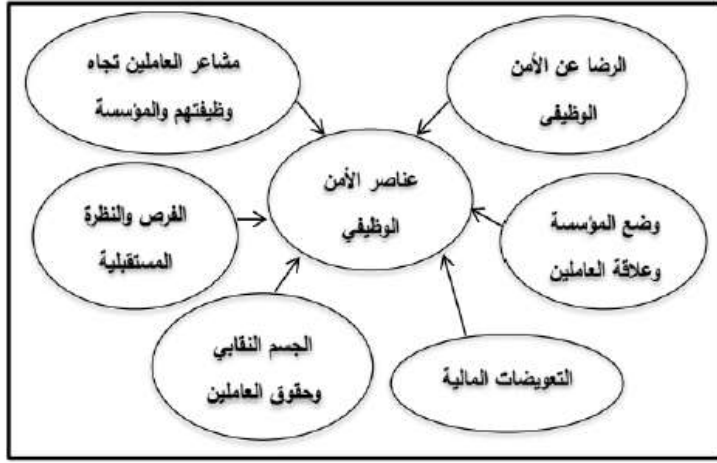 الرضا عن الأمن
الوظيفي
مشاعر العاملين تجاه
وظيفتهم والمؤسسة
عناصر الأمن
الوظيفي
وضع المؤسسة
وعلاقة العاملين
الفرص والنظرة
المستقبلية
التعويضات المالية
الجسم النقابي
وحقوق العاملين